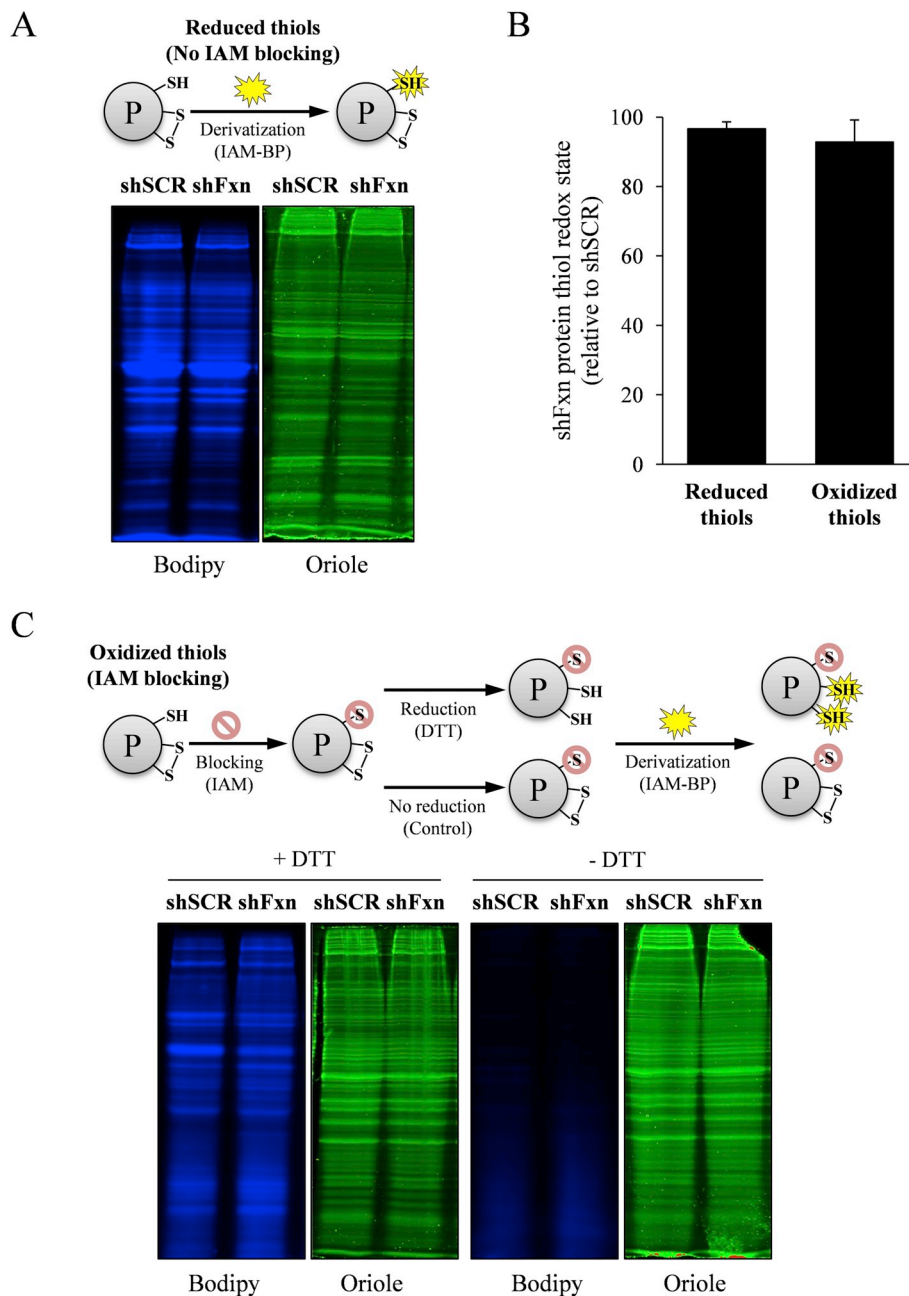 A
Reduced thiols
(No IAM blocking)
P
SH
S
S
Derivatization
(IAM-BP)
P
SH
S
S
shSCR shFxn shSCR shFxn
Bodipy Oriole
B
shFxn protein thiol redox state
(relative to shSCR)
100
80
60
40
20
0
Reduced
thiols
Oxidized
thiols
C
Oxidized thiols
(IAM blocking)
P
SH
S
S
Blocking
(IAM)
P
S
S
S
Reduction
(DTT)
No reduction
(Control)
P
S
SH
SH
P
S
S
S
Derivatization
(IAM-BP)
P
S
SH
SH
P
S
S
S
+ DTT - DTT
shSCR shFxn shSCR shFxn shSCR shFxn shSCR shFxn
Bodipy Oriole Bodipy Oriole